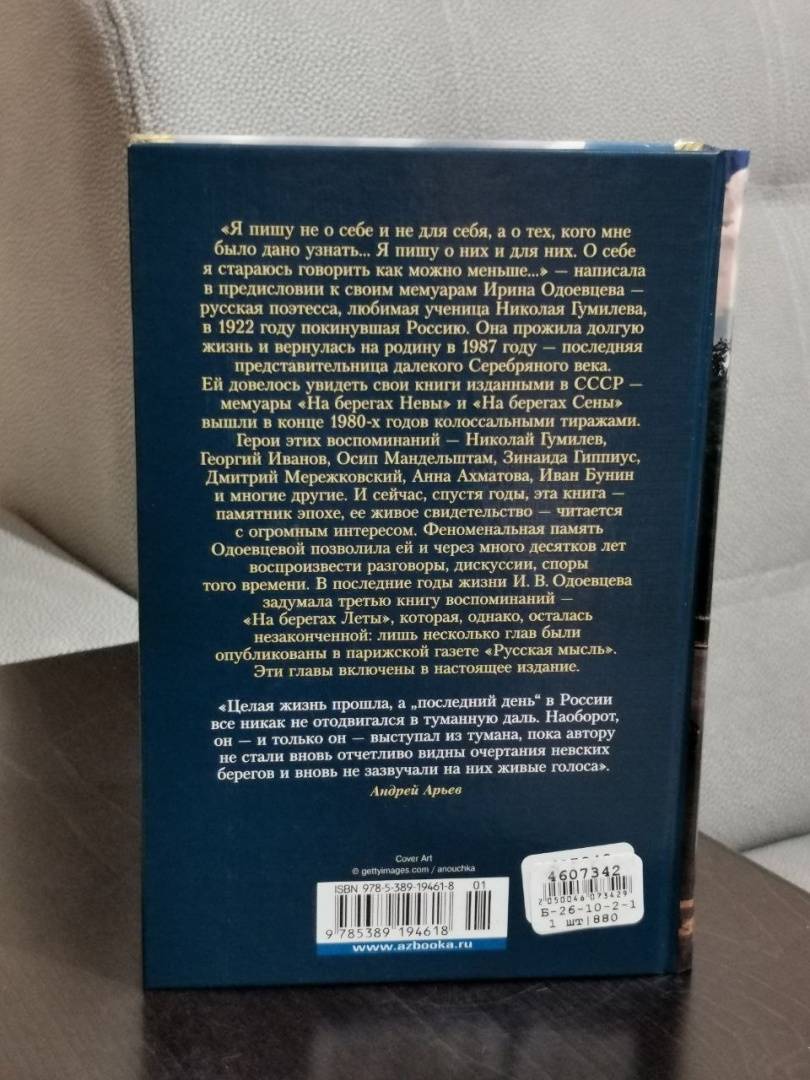 «Я пишу не о себе и не для себя, а о тех, кого мне
было дано узнать... Я пишу о них и для них. О себе
я стараюсь говорить как можно меньше...» — написала
в предисловии к своим мемуарам Ирина Одоевцева —
русская поэтесса, любимая ученица Николая Гумилева,
в 1922 году покинувшая Россию. Она прожила долгую
жизнь и вернулась на родину в 1987 году — последняя
представительница далекого Серебряного века.
Ей довелось увидеть свои книги изданными в СССР —
мемуары «На берегах Невы» и «На берегах Сены»
вышли в конце 1980-х годов колоссальными тиражами.
Герои этих воспоминаний — Николай Гумилев,
Георгий Иванов, Осип Мандельштам, Зинаида Гиппиус,
Дмитрий Мережковский, Анна Ахматова, Иван Бунин
и многие другие. И сейчас, спустя годы, эта книга —
памятник эпохе, ее живое свидетельство — читается
с огромным интересом. Феноменальная память
Одоевцевой позволила ей и через много десятков лет
воспроизвести разговоры, дискуссии, споры
того времени. В последние годы жизни И. В. Одоевцева
задумала третью книгу воспоминаний —
«На берегах Леты», которая, однако, осталась
незаконченной: лишь несколько глав были
опубликованы в парижской газете «Русская мысль».
Эти главы включены в настоящее издание.
«Целая жизнь прошла, а „последний день“ в России
все никак не отодвигался в туманную даль. Наоборот,
он — и только он — выступал из тумана, пока автору
не стали вновь отчетливо видны очертания невских
берегов и вновь не зазвучали на них живые голоса».
Андрей Арьев
Cover Art
© gettyimages.com / anouchka
ISBN 978-5-389-19461-8
01
9 785389 194618
www.azbooka.ru
4607342
2 050046 073429
Б-26-10-2-1
1 шт|880